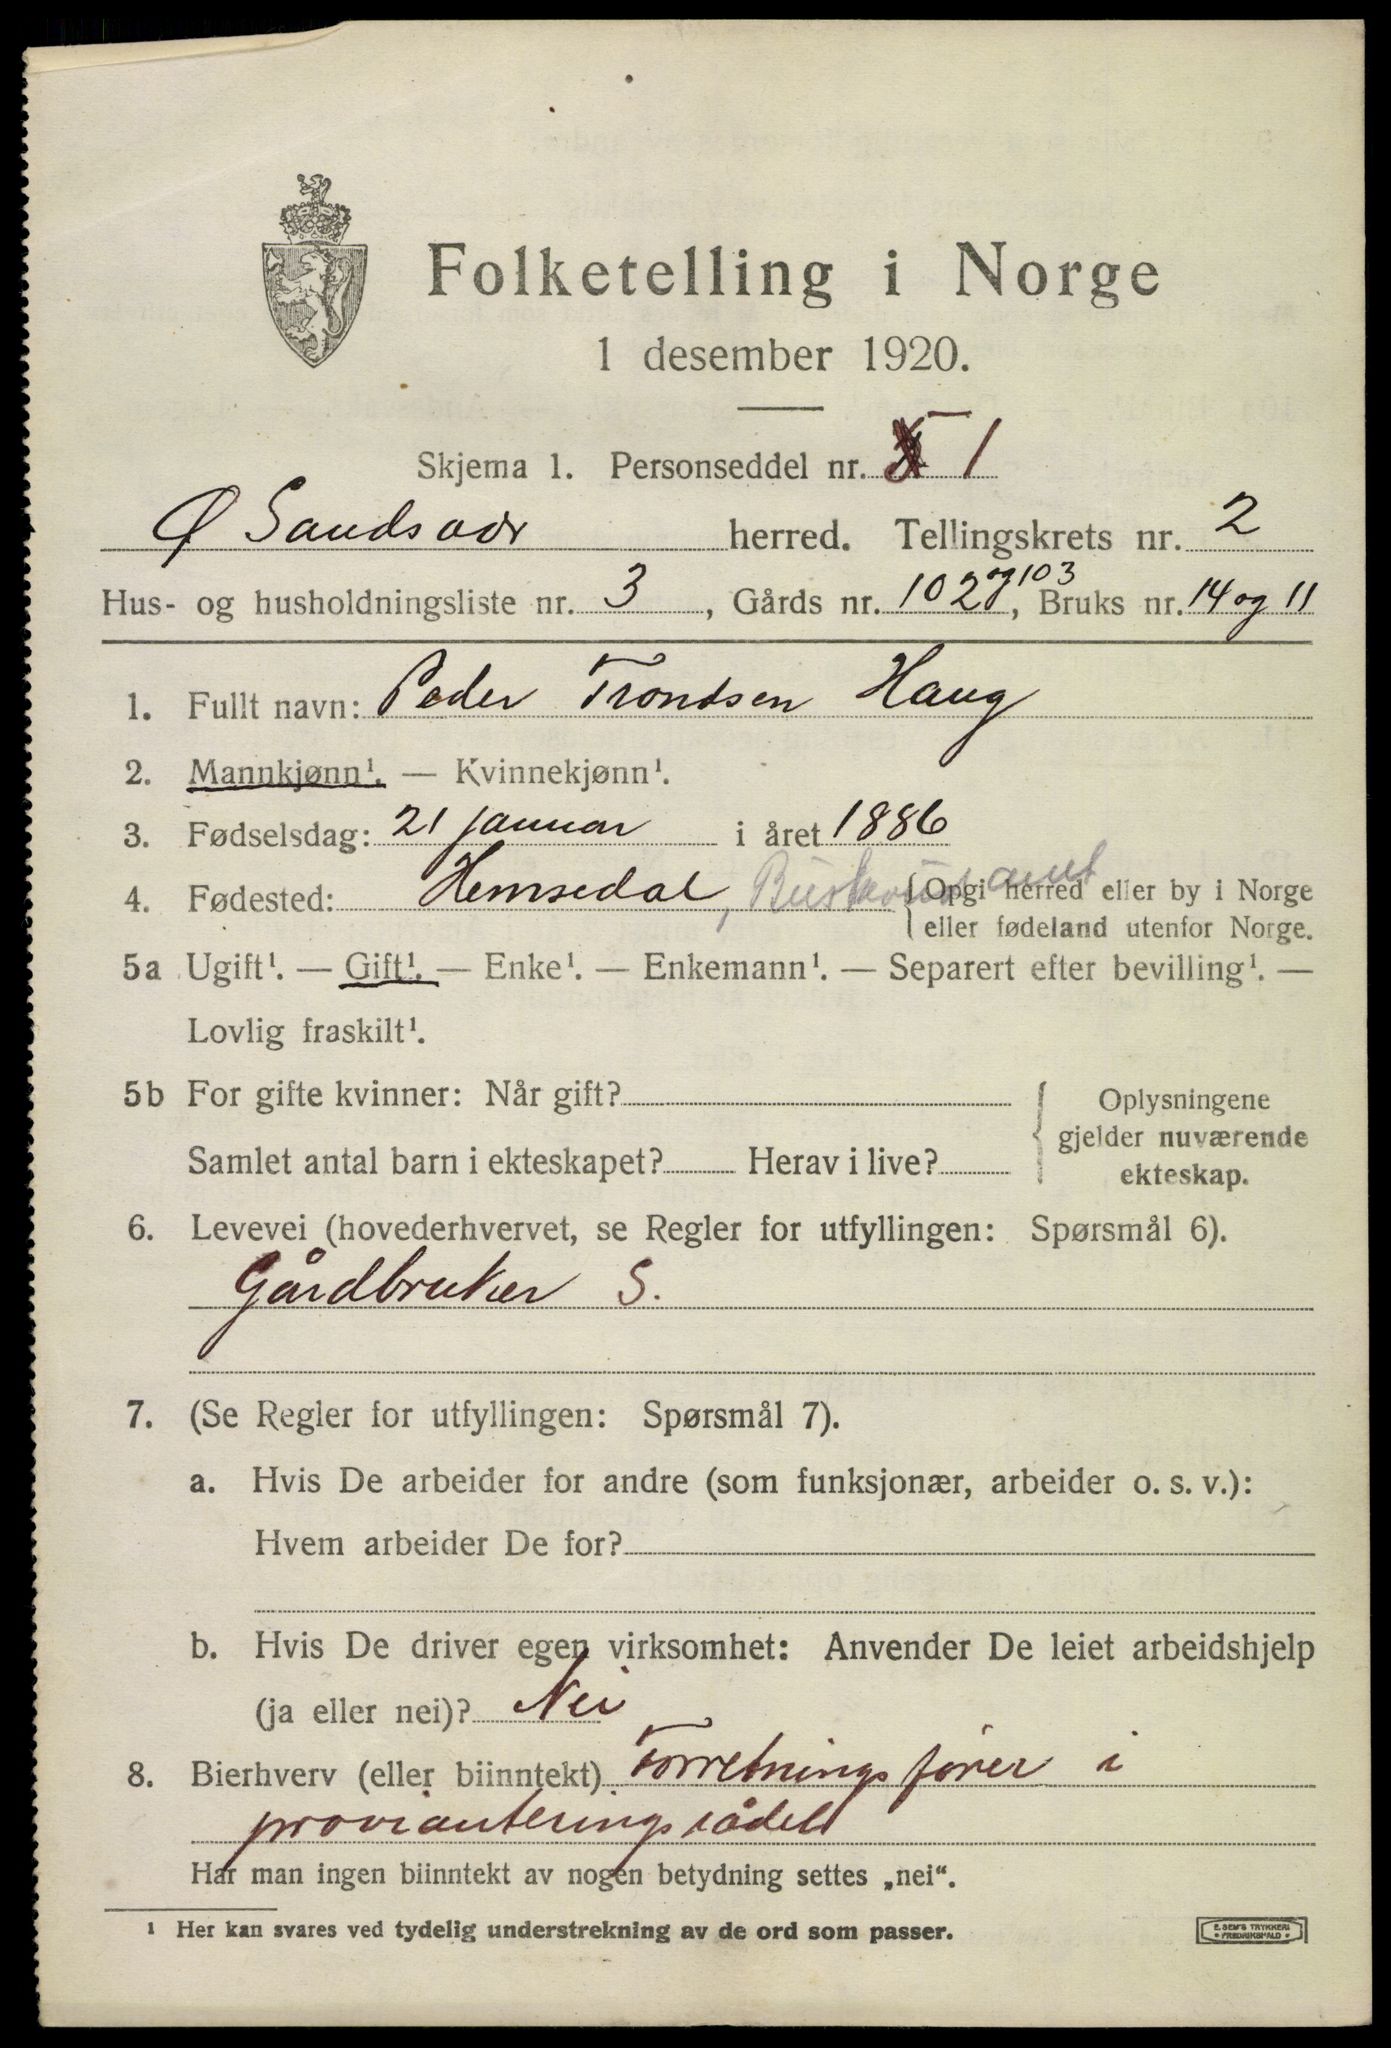 Folketelling i Norge
1 desember 1920.
Skjema 1. Personseddel nr. 1
Ø Sandsvær herred. Tellingskrets nr. 2
Hus- og husholdningsliste nr. 3, Gårds nr. 102 og 103, Bruks nr. 14 og 11
1. Fullt navn: Peder Trondsen Haug
2. Mannkjønn¹. — Kvinnekjønn¹.
3. Fødselsdag: 21 januar i året 1886
4. Fødested: Hemsedal, Buskerud amt {Opgi herred eller by i Norge
eller fødeland utenfor Norge.
5a Ugift¹. — Gift¹. — Enke¹. — Enkemann¹. — Separert efter bevilling¹. —
Lovlig fraskilt¹.
5b For gifte kvinner: Når gift?
Samlet antal barn i ekteskapet? Herav i live?
Oplysningene
gjelder nuværende
ekteskap.
6. Levevei (hovederhvervet, se Regler for utfyllingen: Spørsmål 6).
Gårdbruker S.
7. (Se Regler for utfyllingen: Spørsmål 7).
a. Hvis De arbeider for andre (som funksjonær, arbeider o. s. v.):
Hvem arbeider De for?
b. Hvis De driver egen virksomhet: Anvender De leiet arbeidshjelp
(ja eller nei)? Nei
8. Bierhverv (eller biinntekt) Forretningsfører i
provianteringsrådet
Har man ingen biinntekt av nogen betydning settes „nei“.
¹ Her kan svares ved tydelig understrekning av de ord som passer.
E. SEM'S TRYKKERI
• FREDRIKSHALD •